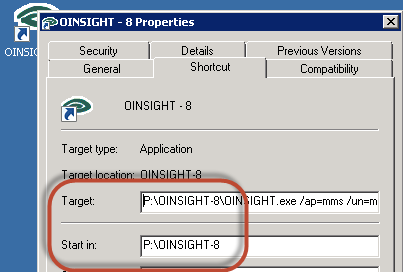 OINSIGHT - 8 Properties
Security Details Previous Versions
General Shortcut Compatibility
OINSIGHT - 8
Target type: Application
Target location: OINSIGHT-8
Target: P:\OINSIGHT-8\OINSIGHT.exe /ap=mms /un=m
Start in: P:\OINSIGHT-8